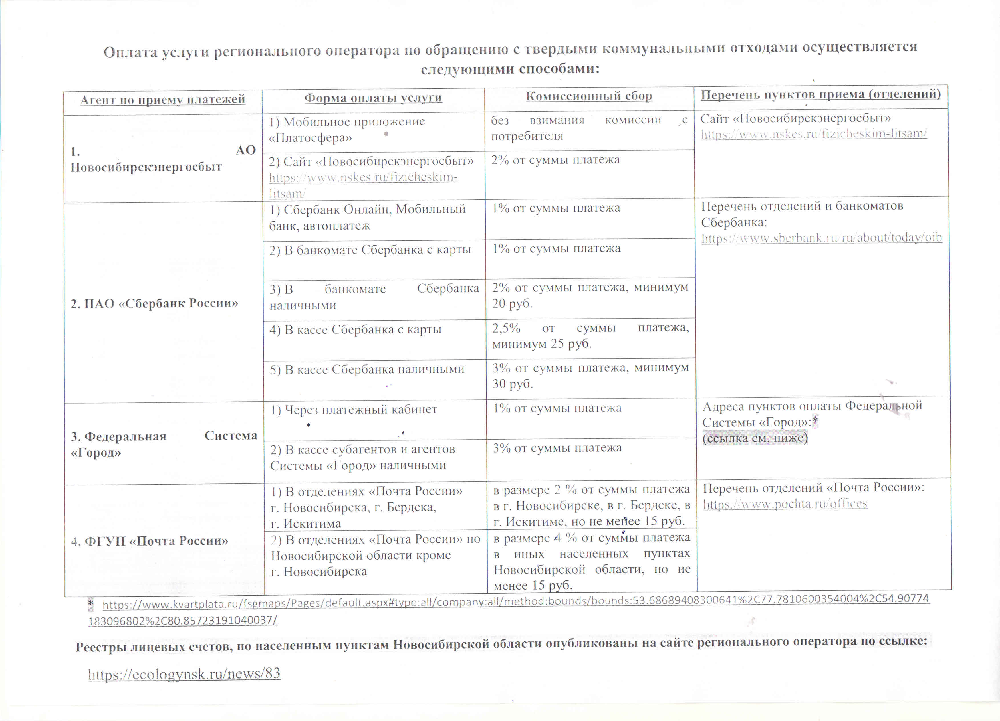 Оплата услуги регионального оператора по обращению с твердыми коммунальными отходами осуществляется
следующими способами:
Агент по приему платежей
Форма оплаты услуги
Комиссионный сбор
Перечень пунктов приема (отделений)
1. АО
Новосибирскэнергосбыт
1) Мобильное приложение
«Платосфера»
без взимания комиссии с
потребителя
Сайт «Новосибирскэнергосбыт»
https://www.nskes.ru/fizicheskim-litsam/
2) Сайт «Новосибирскэнергосбыт»
https://www.nskes.ru/fizicheskim-
litsam/
2% от суммы платежа
2. ПАО «Сбербанк России»
1) Сбербанк Онлайн, Мобильный
банк, автоплатеж
1% от суммы платежа
Перечень отделений и банкоматов
Сбербанка:
https://www.sberbank.ru/ru/about/today/oib
2) В банкомате Сбербанка с карты
1% от суммы платежа
3) В банкомате Сбербанка
наличными
2% от суммы платежа, минимум
20 руб.
4) В кассе Сбербанка с карты
2,5% от суммы платежа,
минимум 25 руб.
5) В кассе Сбербанка наличными
3% от суммы платежа, минимум
30 руб.
3. Федеральная Система
«Город»
1) Через платежный кабинет
1% от суммы платежа
Адреса пунктов оплаты Федеральной
Системы «Город»:*
(ссылка см. ниже)
2) В кассе субагентов и агентов
Системы «Город» наличными
3% от суммы платежа
4. ФГУП «Почта России»
1) В отделениях «Почта России»
г. Новосибирска, г. Бердска,
г. Искитима
в размере 2 % от суммы платежа
в г. Новосибирске, в г. Бердске, в
г. Искитиме, но не менее 15 руб.
Перечень отделений «Почта России»:
https://www.pochta.ru/offices
2) В отделениях «Почта России» по
Новосибирской области кроме
г. Новосибирска
в размере 4 % от суммы платежа
в иных населенных пунктах
Новосибирской области, но не
менее 15 руб.
* https://www.kvartplata.ru/fsgmaps/Pages/default.aspx#type:all/company:all/method:bounds/bounds:53.68689408300641%2C77.7810600354004%2C54.90774
183096802%2C80.85723191040037/
Реестры лицевых счетов, по населенным пунктам Новосибирской области опубликованы на сайте регионального оператора по ссылке:
https://ecologynsk.ru/news/83